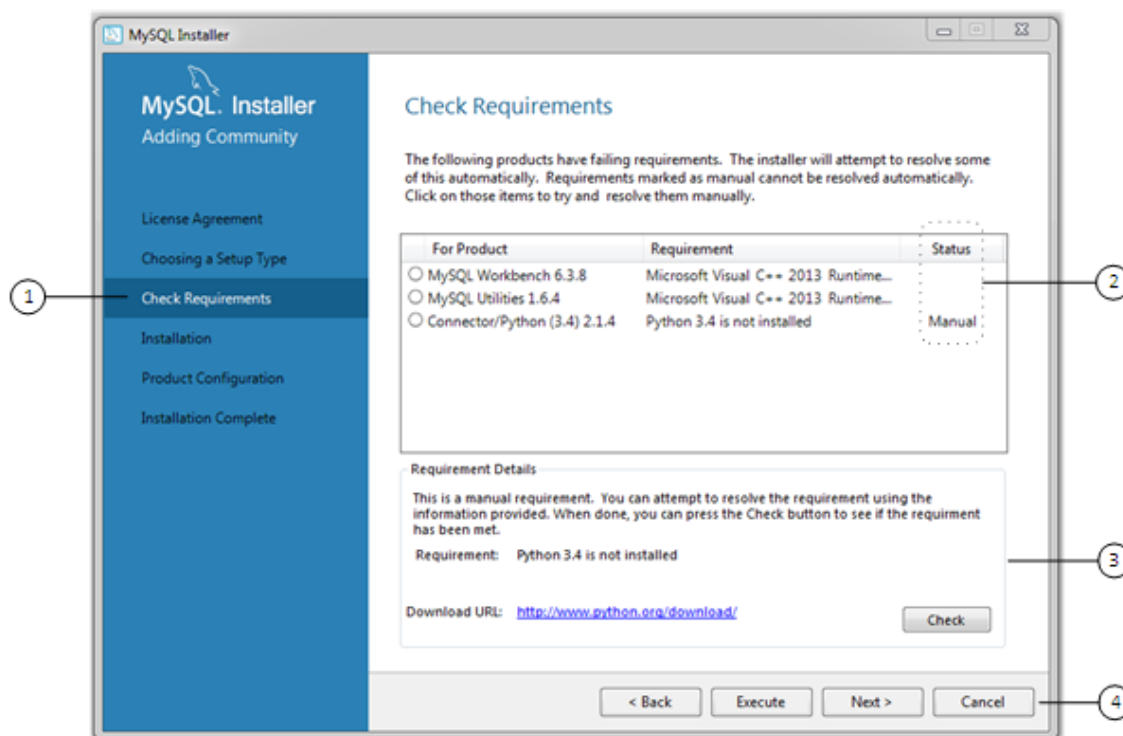 MySQL Installer
MySQL. Installer
Adding Community
License Agreement
Choosing a Setup Type
Check Requirements
Installation
Product Configuration
Installation Complete
Check Requirements
The following products have failing requirements. The installer will attempt to resolve some
of this automatically. Requirements marked as manual cannot be resolved automatically.
Click on those items to try and resolve them manually.
For Product Requirement Status
MySQL Workbench 6.3.8 Microsoft Visual C++ 2013 Runtime...
MySQL Utilities 1.6.4 Microsoft Visual C++ 2013 Runtime...
Connector/Python (3.4) 2.1.4 Python 3.4 is not installed Manual
Requirement Details
This is a manual requirement. You can attempt to resolve the requirement using the
information provided. When done, you can press the Check button to see if the requirment
has been met.
Requirement: Python 3.4 is not installed
Download URL: http://www.python.org/download/
Check
< Back Execute Next > Cancel
1
2
3
4